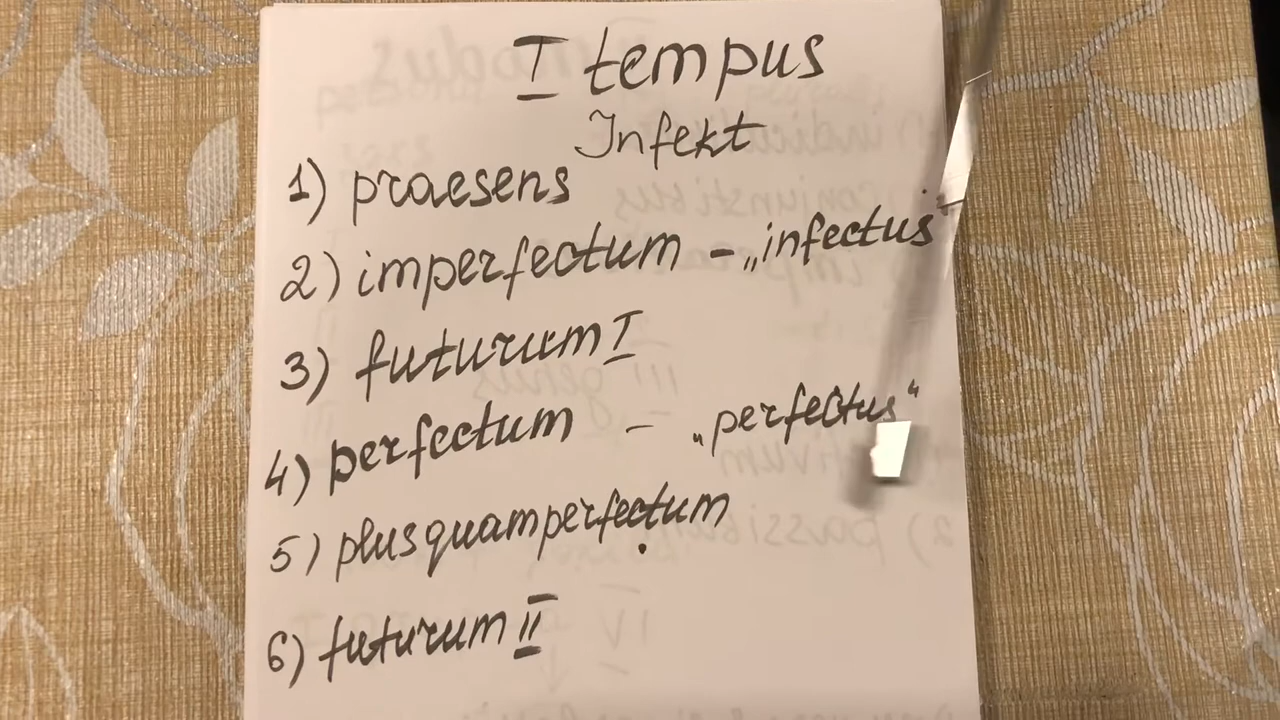 I tempus
Infekt
1) praesens
2) imperfectum - „infectus"
3) futurum I
4) perfectum - „perfectus“
5) plusquamperfectum
6) futurum II